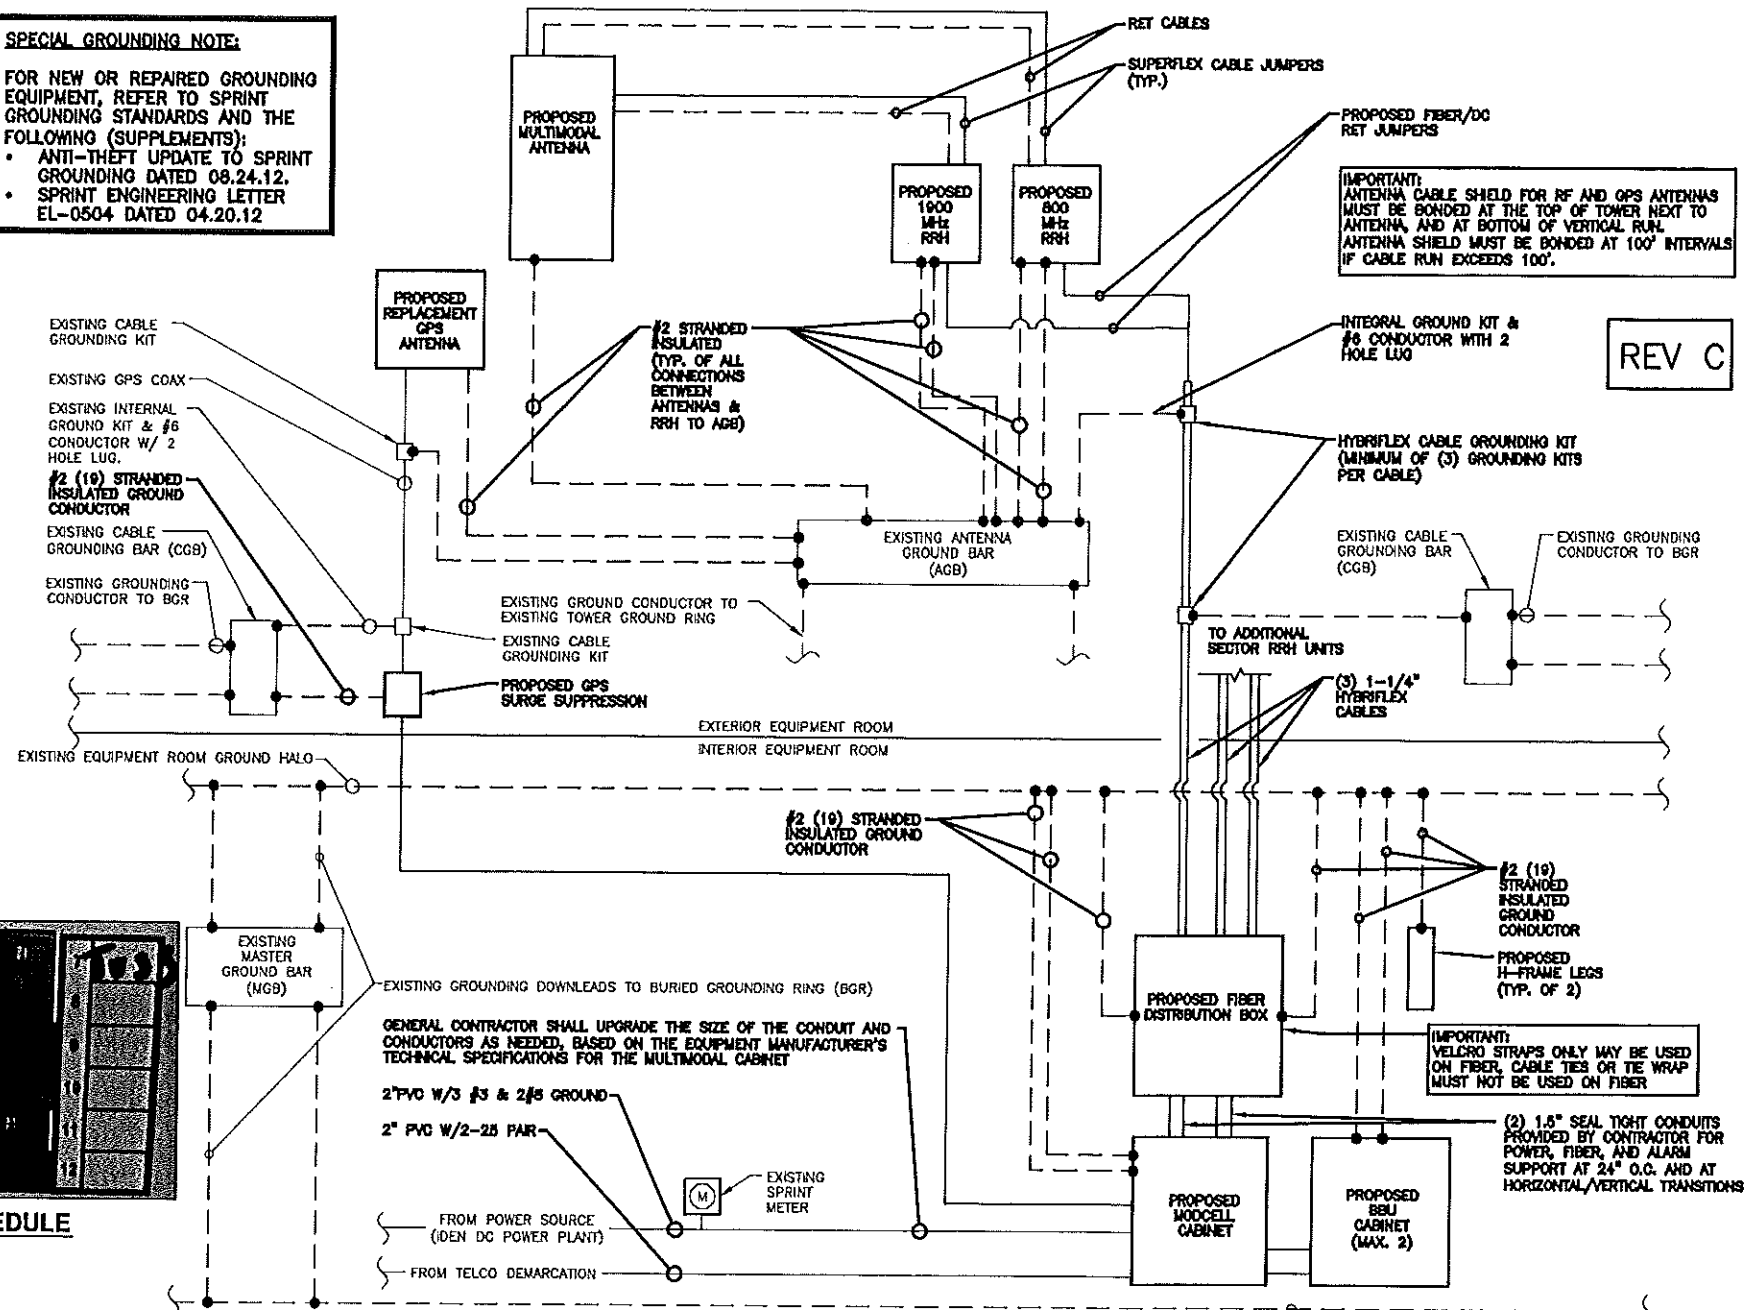 SPECIAL GROUNDING NOTE:
FOR NEW OR REPAIRED GROUNDING
EQUIPMENT, REFER TO SPRINT
GROUNDING STANDARDS AND THE
FOLLOWING (SUPPLEMENTS):
• ANTI-THEFT UPDATE TO SPRINT
GROUNDING DATED 08.24.12.
• SPRINT ENGINEERING LETTER
EL-0504 DATED 04.20.12
PROPOSED
MULTIMODAL
ANTENNA
RET CABLES
SUPERFLEX CABLE JUMPERS
(TYP.)
PROPOSED FIBER/DC
RET JUMPERS
PROPOSED
1900
MHz
RRH
PROPOSED
800
MHz
RRH
IMPORTANT:
ANTENNA CABLE SHIELD FOR RF AND GPS ANTENNAS
MUST BE BONDED AT THE TOP OF TOWER NEXT TO
ANTENNA, AND AT BOTTOM OF VERTICAL RUN.
ANTENNA SHIELD MUST BE BONDED AT 100' INTERVALS
IF CABLE RUN EXCEEDS 100'.
PROPOSED
REPLACEMENT
GPS
ANTENNA
EXISTING CABLE
GROUNDING KIT
EXISTING GPS COAX
EXISTING INTERNAL
GROUND KIT & #6
CONDUCTOR W/ 2
HOLE LUG.
#2 (19) STRANDED
INSULATED GROUND
CONDUCTOR
EXISTING CABLE
GROUNDING BAR (CGB)
EXISTING GROUNDING
CONDUCTOR TO BGR
#2 STRANDED
INSULATED
(TYP. OF ALL
CONNECTIONS
BETWEEN
ANTENNAS &
RRH TO AGB)
INTEGRAL GROUND KIT &
#6 CONDUCTOR WITH 2
HOLE LUG
REV C
HYBRIFLEX CABLE GROUNDING KIT
(MINIMUM OF (3) GROUNDING KITS
PER CABLE)
EXISTING ANTENNA
GROUND BAR
(AGB)
EXISTING CABLE
GROUNDING BAR
(CGB)
EXISTING GROUNDING
CONDUCTOR TO BGR
EXISTING GROUND CONDUCTOR TO
EXISTING TOWER GROUND RING
EXISTING CABLE
GROUNDING KIT
PROPOSED GPS
SURGE SUPPRESSION
TO ADDITIONAL
SECTOR RRH UNITS
(3) 1-1/4"
HYBRIFLEX
CABLES
EXTERIOR EQUIPMENT ROOM
INTERIOR EQUIPMENT ROOM
EXISTING EQUIPMENT ROOM GROUND HALO
#2 (19) STRANDED
INSULATED GROUND
CONDUCTOR
#2 (19)
STRANDED
INSULATED
GROUND
CONDUCTOR
PROPOSED
H-FRAME LEGS
(TYP. OF 2)
EXISTING
MASTER
GROUND BAR
(MGB)
EXISTING GROUNDING DOWNLEADS TO BURIED GROUNDING RING (BGR)
PROPOSED FIBER
DISTRIBUTION BOX
GENERAL CONTRACTOR SHALL UPGRADE THE SIZE OF THE CONDUIT AND
CONDUCTORS AS NEEDED, BASED ON THE EQUIPMENT MANUFACTURER'S
TECHNICAL SPECIFICATIONS FOR THE MULTIMODAL CABINET
IMPORTANT:
VELCRO STRAPS ONLY MAY BE USED
ON FIBER, CABLE TIES OR TIE WRAP
MUST NOT BE USED ON FIBER
2"PVC W/3 #3 & 2#8 GROUND
2" PVC W/2-25 PAIR
(2) 1.5" SEAL TIGHT CONDUITS
PROVIDED BY CONTRACTOR FOR
POWER, FIBER, AND ALARM
SUPPORT AT 24" O.C. AND AT
HORIZONTAL/VERTICAL TRANSITIONS
M
EXISTING
SPRINT
METER
PROPOSED
MODCELL
CABINET
PROPOSED
BBU
CABINET
(MAX. 2)
FROM POWER SOURCE
(iDEN DC POWER PLANT)
FROM TELCO DEMARCATION
9
10
11
12
EDULE